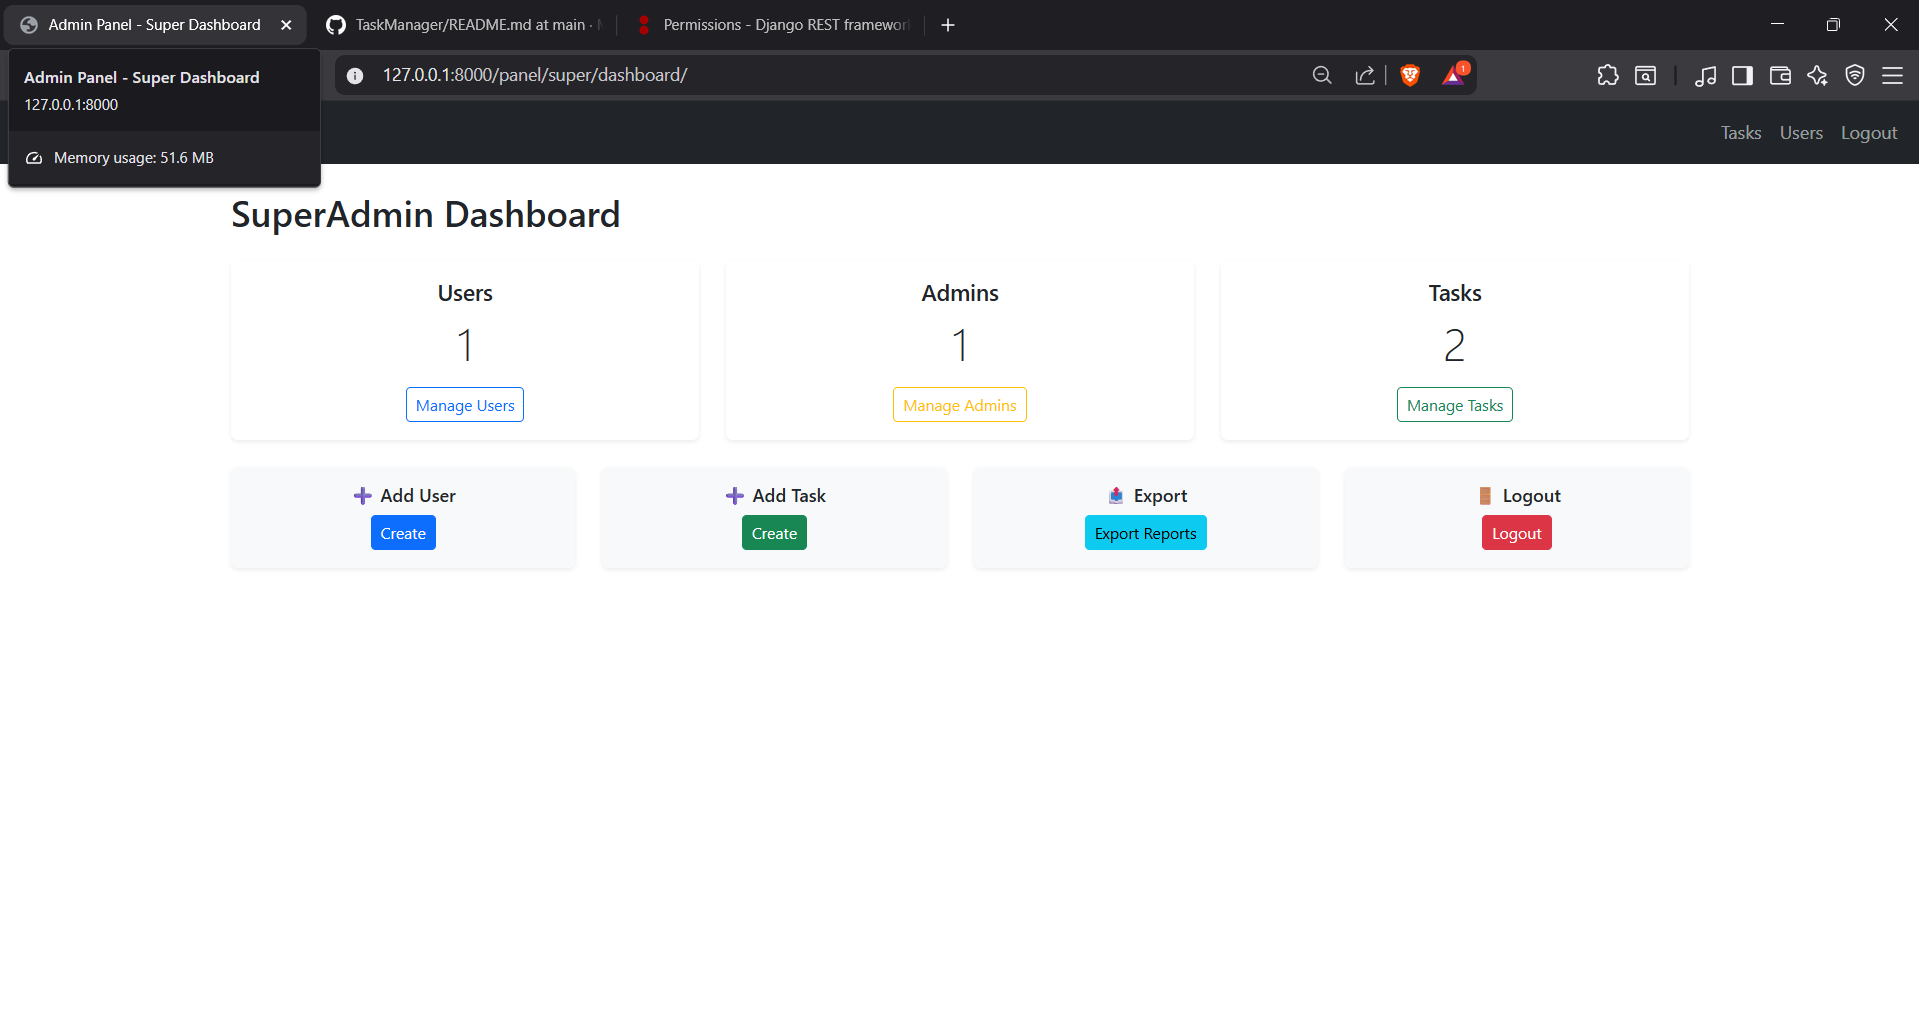 Admin Panel - Super Dashboard
TaskManager/README.md at main ·
Permissions - Django REST framewor
Admin Panel - Super Dashboard
127.0.0.1:8000
Memory usage: 51.6 MB
127.0.0.1:8000/panel/super/dashboard/
1
Tasks Users Logout
SuperAdmin Dashboard
Users
1
Manage Users
Admins
1
Manage Admins
Tasks
2
Manage Tasks
Add User
Create
Add Task
Create
Export
Export Reports
Logout
Logout